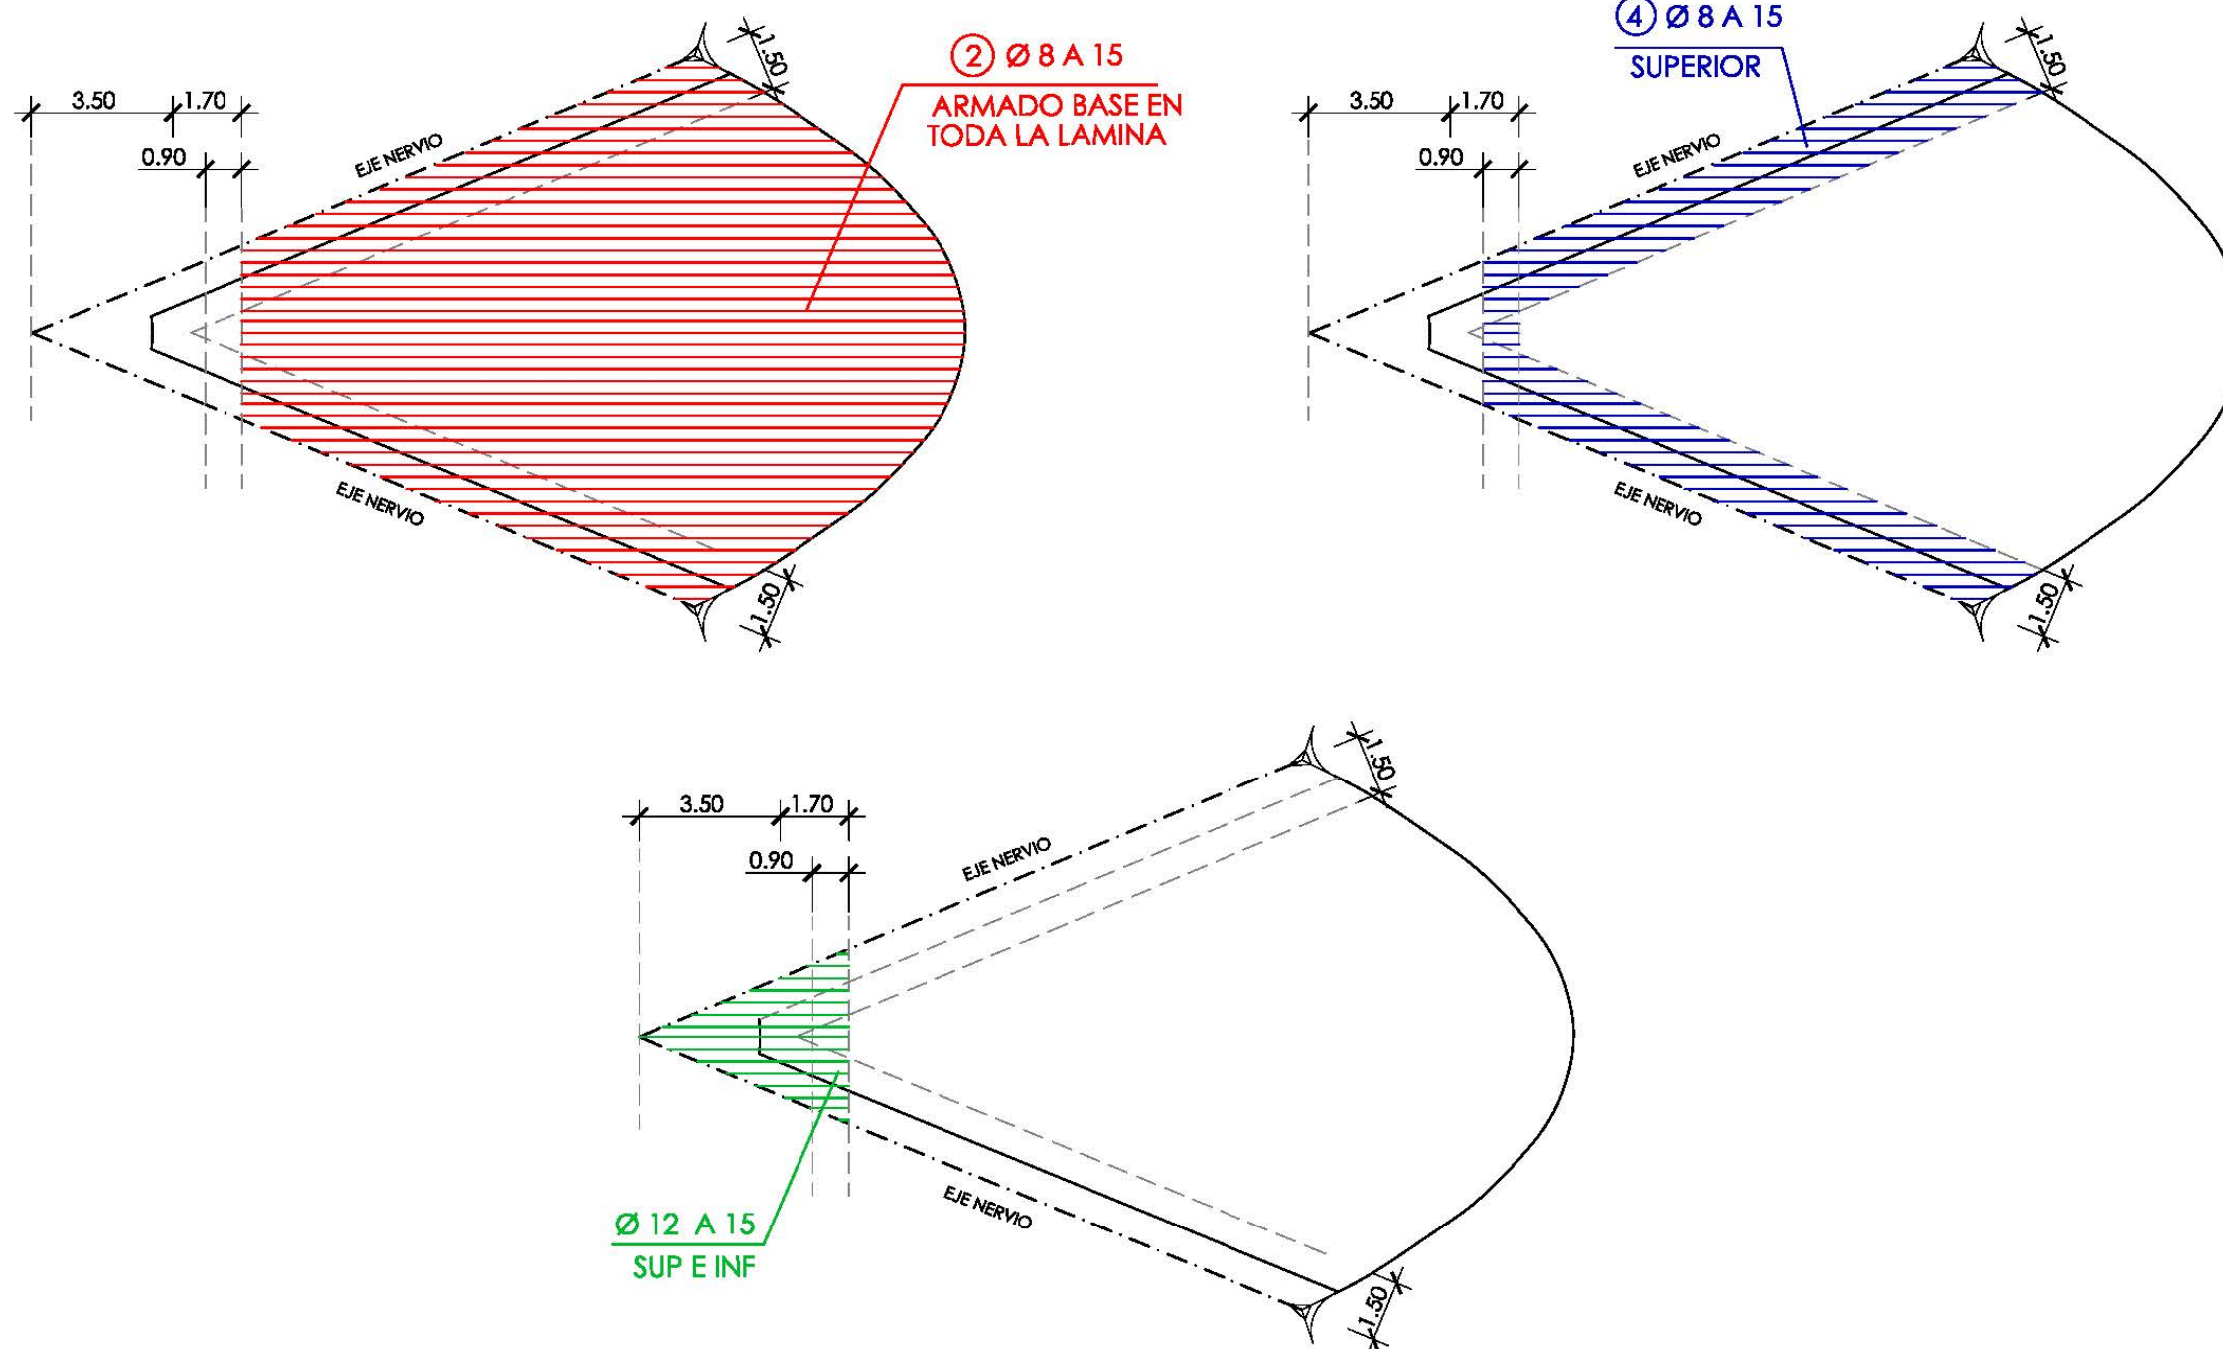 ② Ø 8 A 15
ARMADO BASE EN
TODA LA LAMINA
3.50
1.70
0.90
1.50
EJE NERVIO
EJE NERVIO
1.50
④ Ø 8 A 15
SUPERIOR
3.50
1.70
0.90
1.50
EJE NERVIO
EJE NERVIO
1.50
3.50
1.70
0.90
1.50
EJE NERVIO
EJE NERVIO
1.50
Ø 12 A 15
SUP E INF